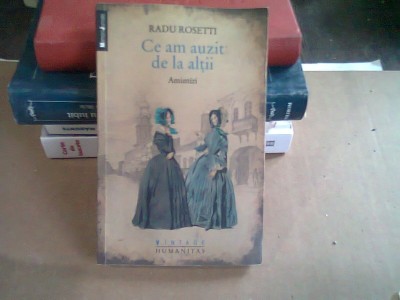 RADU ROSETTI
Ce am auzit
de la alții
Amintiri
VINTAGE
HUMANITAS